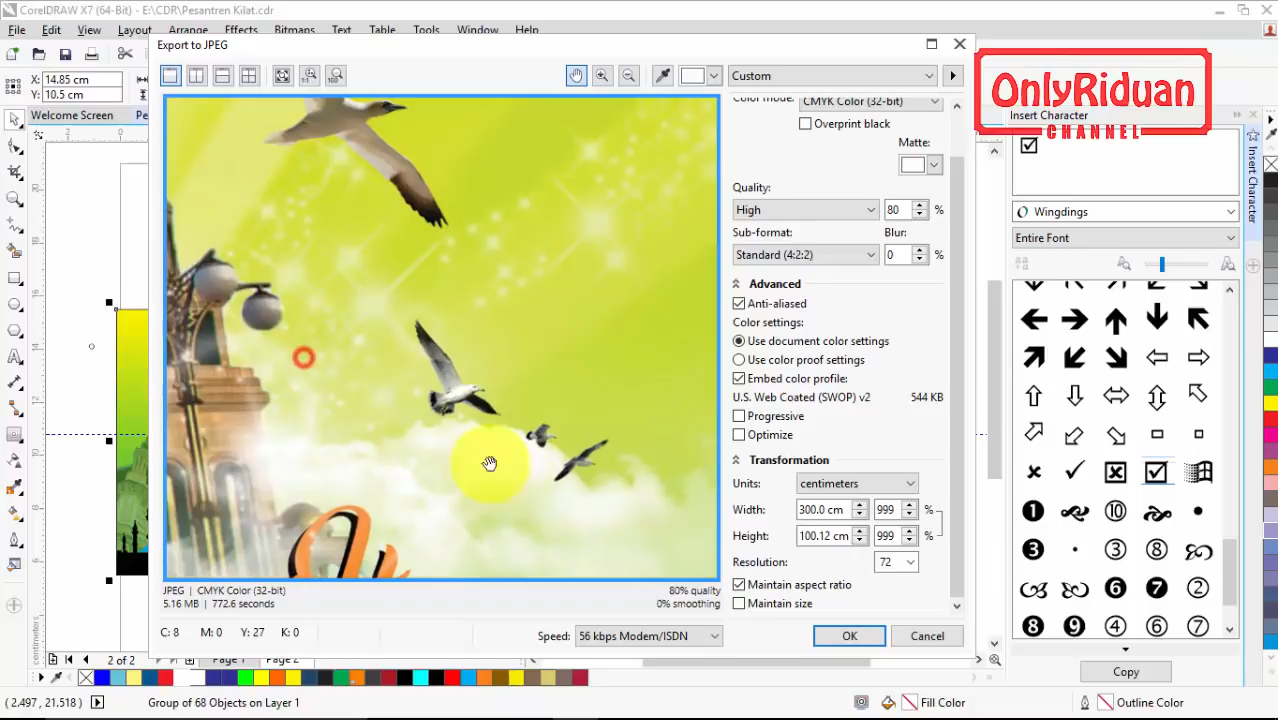 CorelDRAW X7 (64-Bit) - E:\CDR\Pesantren Kilat.cdr
File Edit View Layout Arrange Effects Bitmaps Text Table Tools Window Help
Export to JPEG
X: 14.85 cm
Y: 10.5 cm
Welcome Screen
Custom
OnlyRiduan
CHANNEL
Insert Character
Insert Character
Color mode: CMYK Color (32-bit)
Overprint black
Matte:
Quality:
High 80 %
Sub-format: Blur:
Standard (4:2:2) 0 %
Advanced
Anti-aliased
Color settings:
Use document color settings
Use color proof settings
Embed color profile:
U.S. Web Coated (SWOP) v2 544 KB
Progressive
Optimize
Transformation
Units: centimeters
Width: 300.0 cm 999 %
Height: 100.12 cm 999 %
Resolution: 72
Maintain aspect ratio
Maintain size
Wingdings
Entire Font
JPEG | CMYK Color (32-bit) 80% quality
5.16 MB | 772.6 seconds 0% smoothing
C: 8 M: 0 Y: 27 K: 0
Speed: 56 kbps Modem/ISDN
OK
Cancel
2 of 2
Page 1 Page 2
Copy
centimeters
( 2.497, 21.518 )
Group of 68 Objects on Layer 1
Fill Color
Outline Color